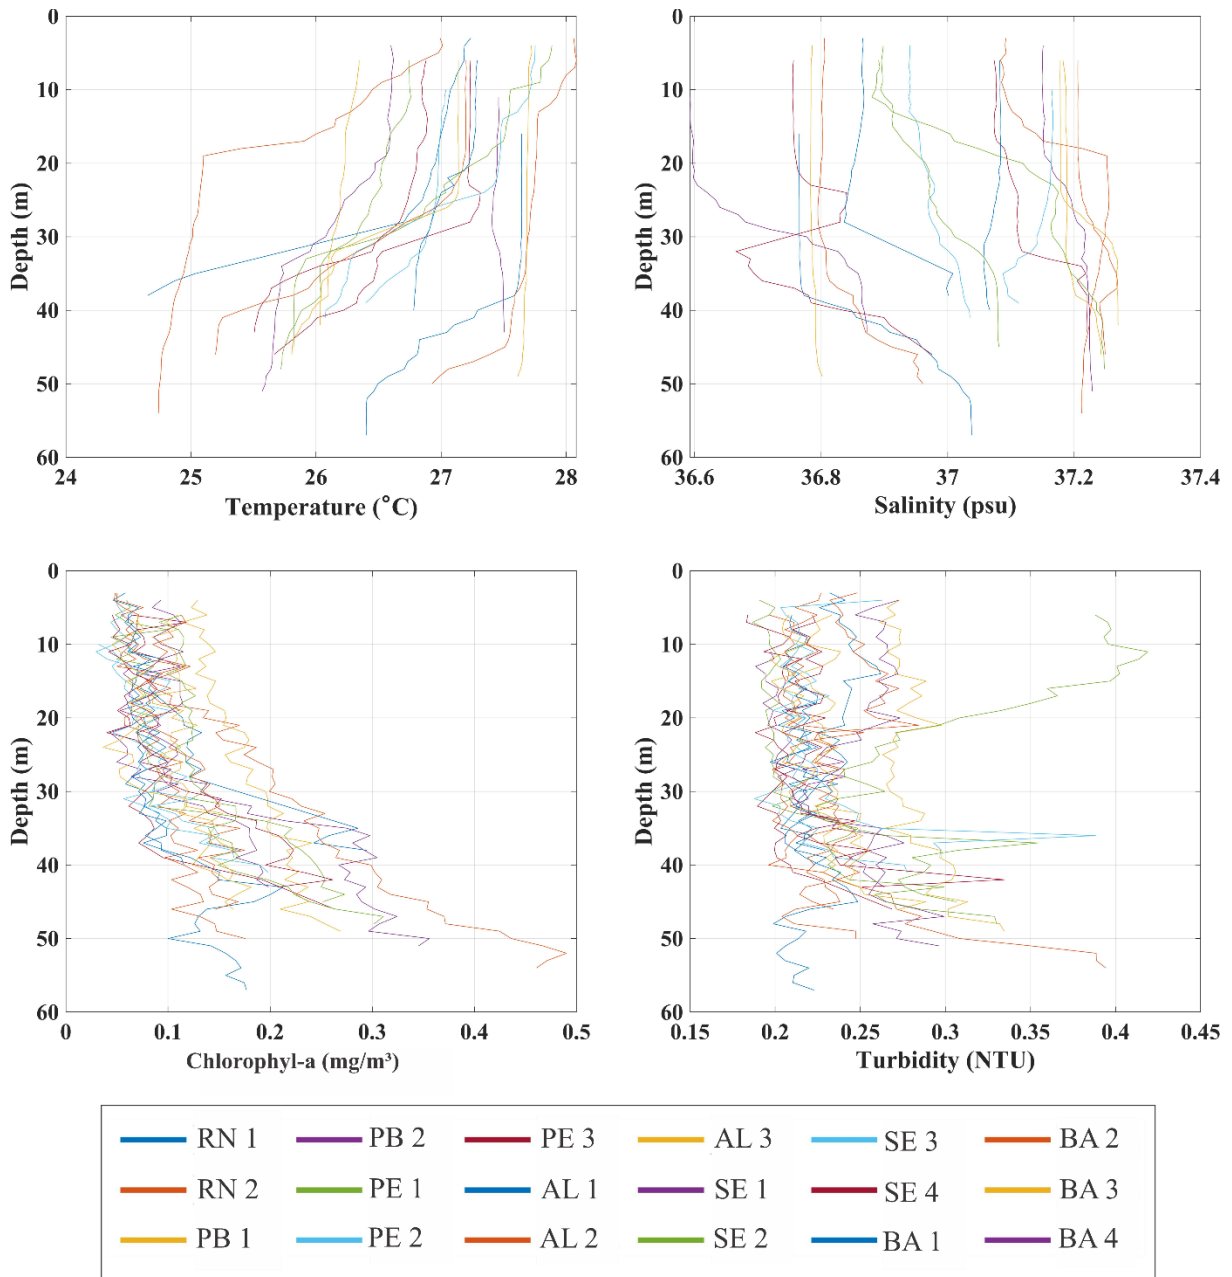 0
10
20
30
40
50
60
Depth (m)
24 25 26 27 28
Temperature (°C)
0
10
20
30
40
50
60
Depth (m)
36.6 36.8 37 37.2 37.4
Salinity (psu)
0
10
20
30
40
50
60
Depth (m)
0 0.1 0.2 0.3 0.4 0.5
Chlorophyl-a (mg/m³)
0
10
20
30
40
50
60
Depth (m)
0.15 0.2 0.25 0.3 0.35 0.4 0.45
Turbidity (NTU)
RN 1 PB 2 PE 3 AL 3 SE 3 BA 2
RN 2 PE 1 AL 1 SE 1 SE 4 BA 3
PB 1 PE 2 AL 2 SE 2 BA 1 BA 4